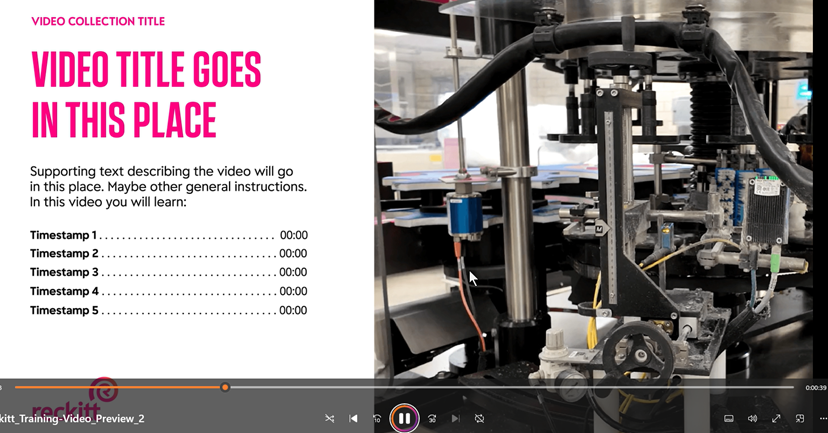 VIDEO COLLECTION TITLE
VIDEO TITLE GOES
IN THIS PLACE
Supporting text describing the video will go
in this place. Maybe other general instructions.
In this video you will learn:
Timestamp 1 . . . . . . . . . . . . . . . . . . . . . . . . . . . . . . . . 00:00
Timestamp 2 . . . . . . . . . . . . . . . . . . . . . . . . . . . . . . . . 00:00
Timestamp 3 . . . . . . . . . . . . . . . . . . . . . . . . . . . . . . . . 00:00
Timestamp 4 . . . . . . . . . . . . . . . . . . . . . . . . . . . . . . . . 00:00
Timestamp 5 . . . . . . . . . . . . . . . . . . . . . . . . . . . . . . . . 00:00
0:00:39
reckitt
kitt_Training-Video_Preview_2